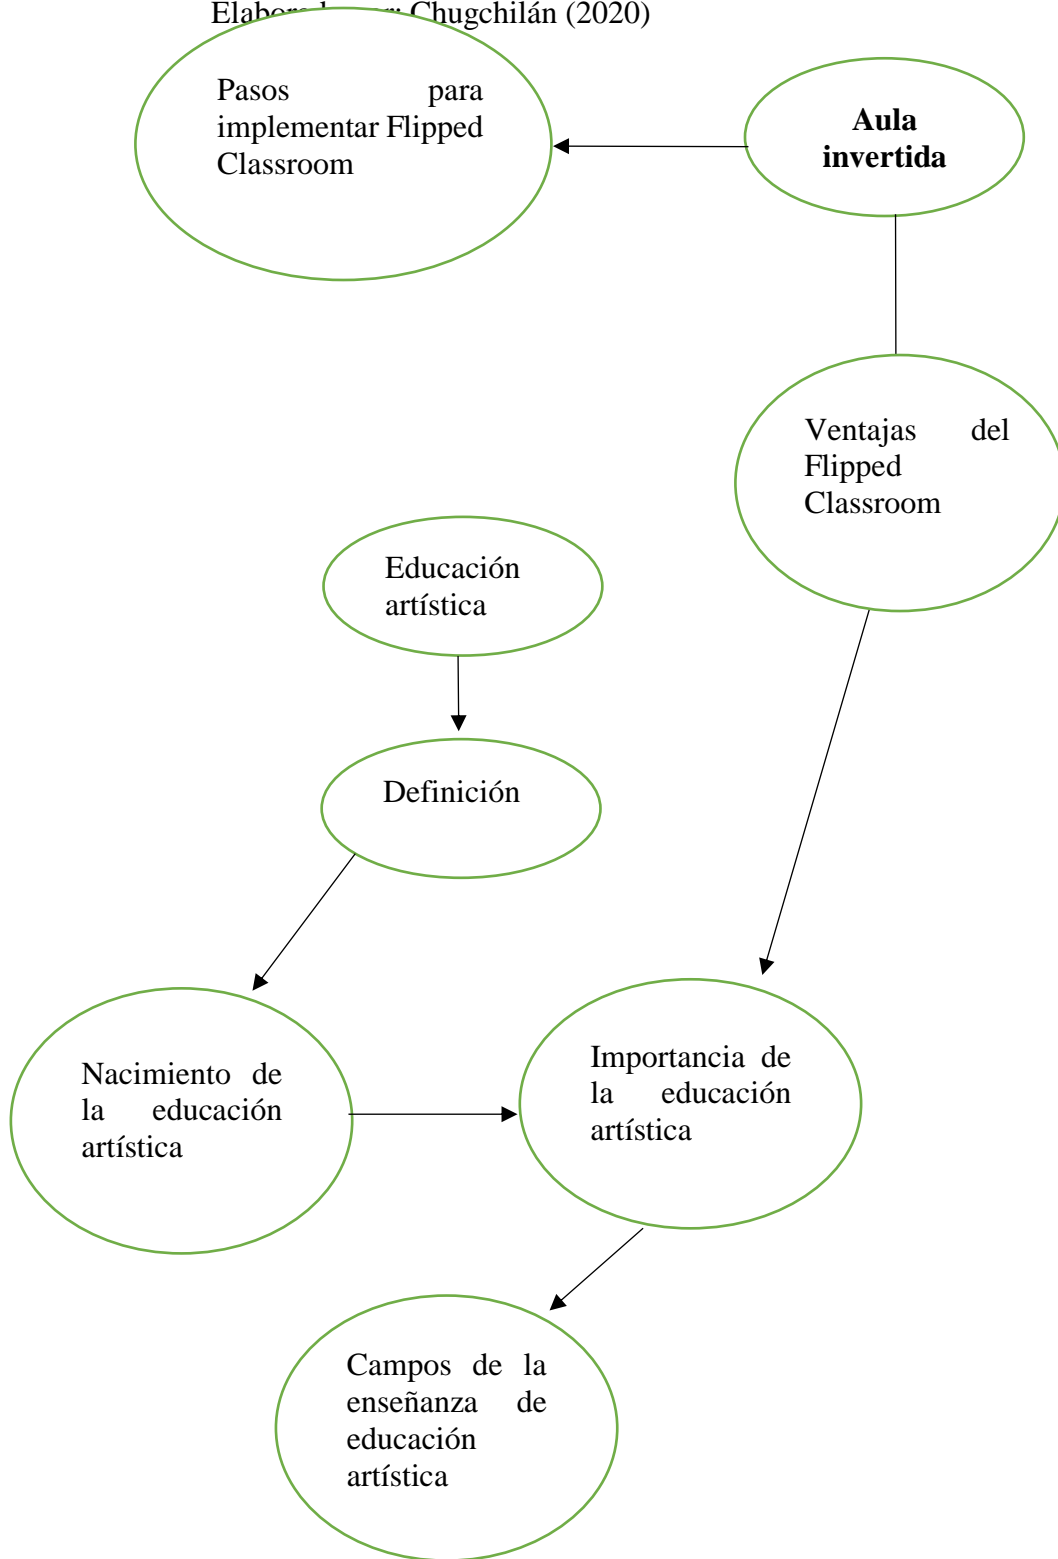 Chugchilán (2020)
Pasos para
implementar Flipped
Classroom
Aula
invertida
Ventajas del
Flipped
Classroom
Educación
artística
Definición
Nacimiento de
la educación
artística
Importancia de
la educación
artística
Campos de la
enseñanza de
educación
artística